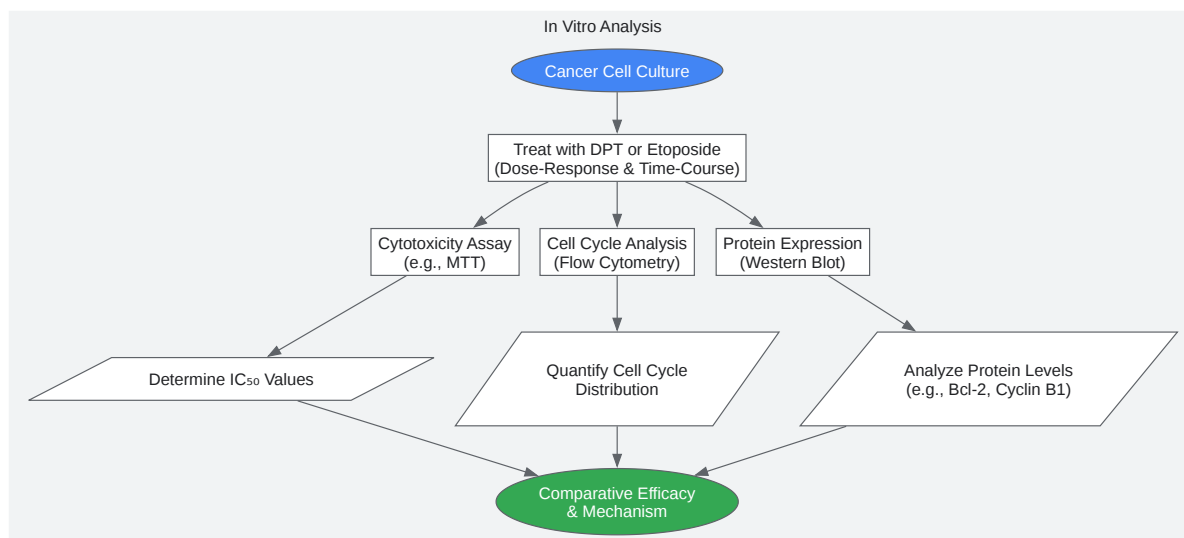 In Vitro Analysis
Cancer Cell Culture
Treat with DPT or Etoposide
(Dose-Response & Time-Course)
Cytotoxicity Assay
(e.g., MTT)
Cell Cycle Analysis
(Flow Cytometry)
Protein Expression
(Western Blot)
Determine IC₅₀ Values
Quantify Cell Cycle
Distribution
Analyze Protein Levels
(e.g., Bcl-2, Cyclin B1)
Comparative Efficacy
& Mechanism